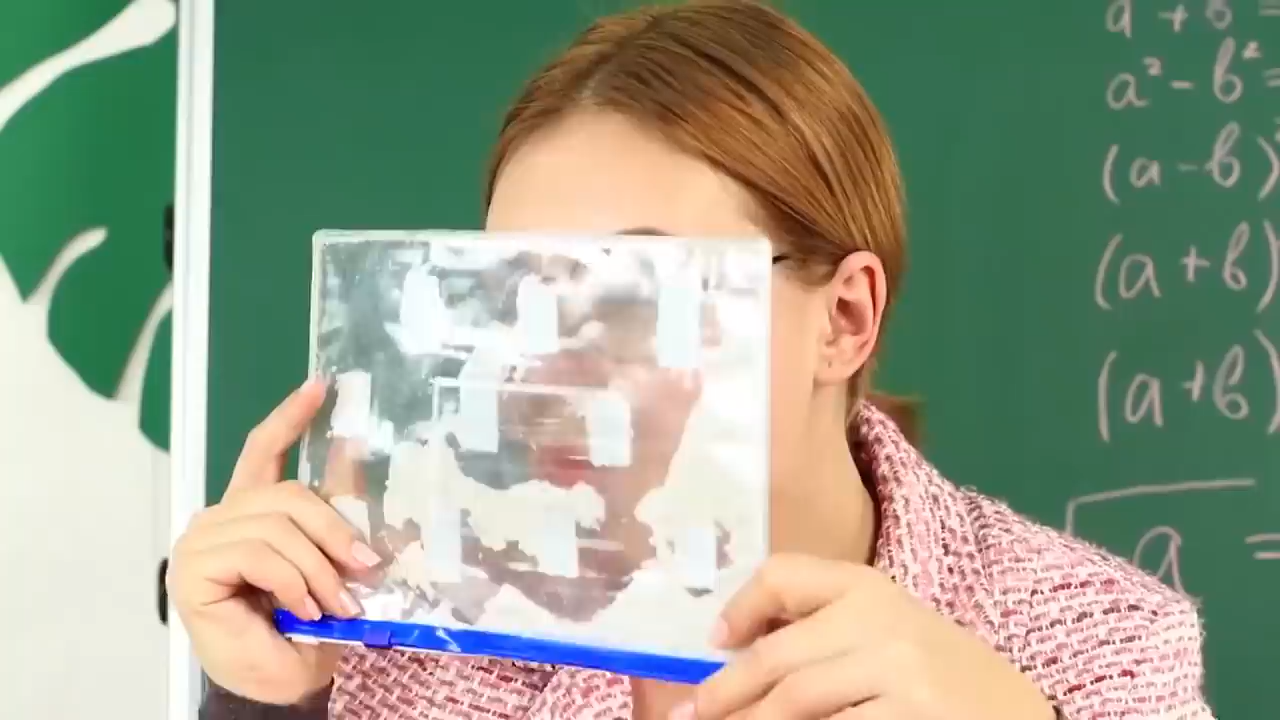 a + b =
a² - b² =
(a - b)
(a + b)
(a + b)
√a =